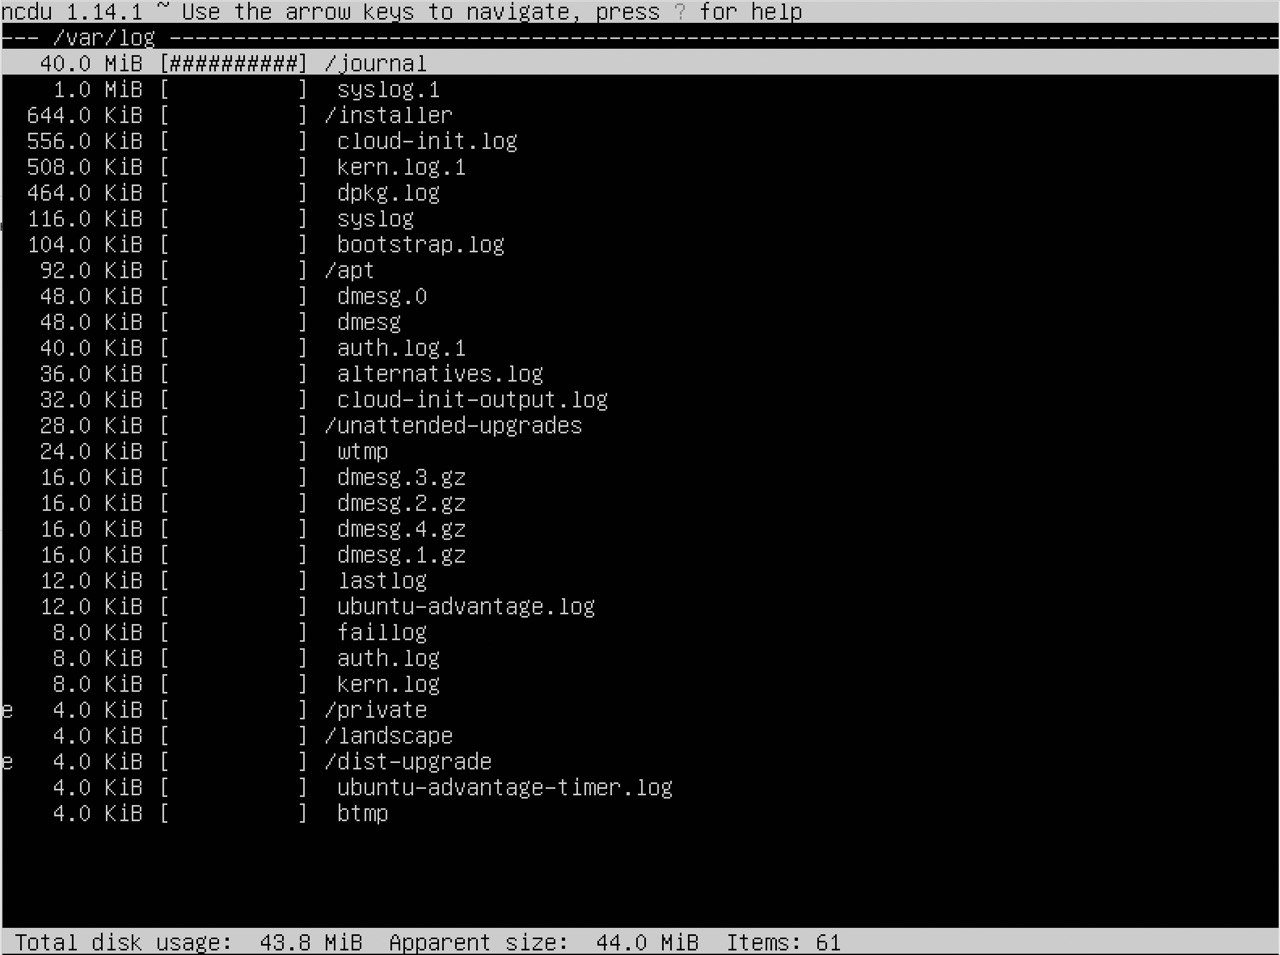 ncdu 1.14.1 ~ Use the arrow keys to navigate, press ? for help
--- /var/log ---------------------------------------------------------------------------------------
40.0 MiB [##########] /journal
1.0 MiB [          ]  syslog.1
644.0 KiB [          ] /installer
556.0 KiB [          ]  cloud-init.log
508.0 KiB [          ]  kern.log.1
464.0 KiB [          ]  dpkg.log
116.0 KiB [          ]  syslog
104.0 KiB [          ]  bootstrap.log
92.0 KiB [          ] /apt
48.0 KiB [          ]  dmesg.0
48.0 KiB [          ]  dmesg
40.0 KiB [          ]  auth.log.1
36.0 KiB [          ]  alternatives.log
32.0 KiB [          ]  cloud-init-output.log
28.0 KiB [          ] /unattended-upgrades
24.0 KiB [          ]  wtmp
16.0 KiB [          ]  dmesg.3.gz
16.0 KiB [          ]  dmesg.2.gz
16.0 KiB [          ]  dmesg.4.gz
16.0 KiB [          ]  dmesg.1.gz
12.0 KiB [          ]  lastlog
12.0 KiB [          ]  ubuntu-advantage.log
8.0 KiB [          ]  faillog
8.0 KiB [          ]  auth.log
8.0 KiB [          ]  kern.log
e   4.0 KiB [          ] /private
4.0 KiB [          ] /landscape
e   4.0 KiB [          ] /dist-upgrade
4.0 KiB [          ]  ubuntu-advantage-timer.log
4.0 KiB [          ]  btmp
Total disk usage:  43.8 MiB  Apparent size:  44.0 MiB  Items: 61